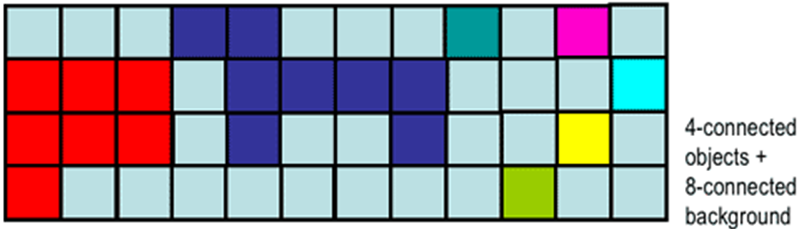 4-connected
objects +
8-connected
background